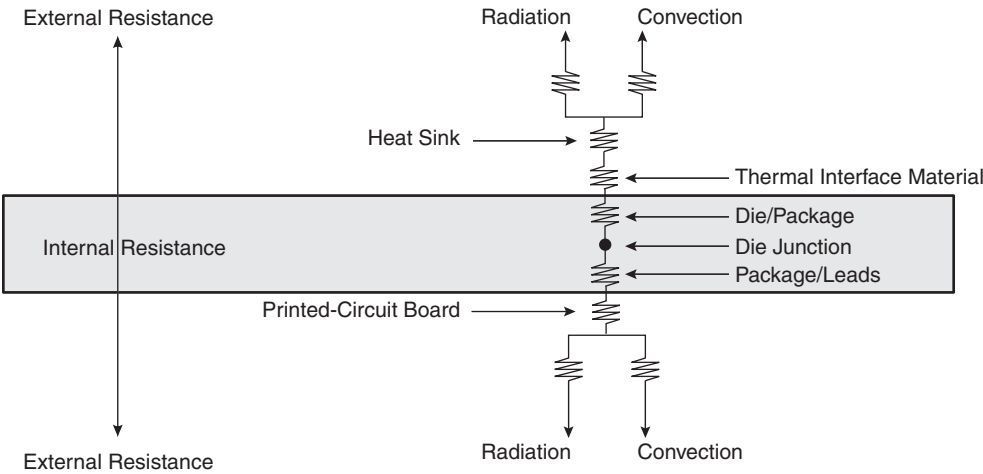 External Resistance
Radiation
Convection
Heat Sink
Thermal Interface Material
Die/Package
Internal Resistance
Die Junction
Package/Leads
Printed-Circuit Board
Radiation
Convection
External Resistance